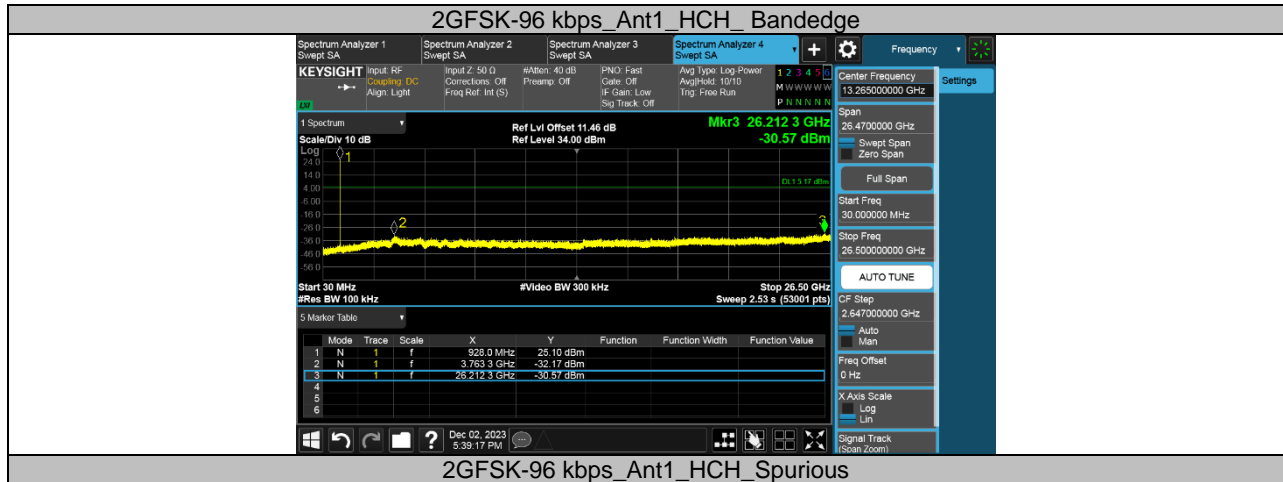 2GFSK-96 kbps_Ant1_HCH_ Bandedge
Spectrum Analyzer 1
Swept SA
Spectrum Analyzer 2
Swept SA
Spectrum Analyzer 3
Swept SA
Spectrum Analyzer 4
Swept SA
+
Frequency
KEYSIGHT
Input: RF
Coupling: DC
Align: Light
LXI
Input Z: 50 Ω
Corrections: Off
Freq Ref: Int (S)
#Atten: 40 dB
Preamp: Off
PNO: Fast
Gate: Off
IF Gain: Low
Sig Track: Off
Avg Type: Log-Power
Avg|Hold: 10/10
Trig: Free Run
1 2 3 4 5 6
M W W W W W
P N N N N N
1 Spectrum
Scale/Div 10 dB
Ref Lvl Offset 11.46 dB
Ref Level 34.00 dBm
Mkr3 26.212 3 GHz
-30.57 dBm
Log
24.0
14.0
4.00
-6.00
-16.0
-26.0
-36.0
-46.0
-56.0
1
2
3
DL1 5.17 dBm
Start 30 MHz
#Res BW 100 kHz
#Video BW 300 kHz
Stop 26.50 GHz
Sweep 2.53 s (53001 pts)
5 Marker Table
Mode Trace Scale X Y Function Function Width Function Value
1 N 1 f 928.0 MHz 25.10 dBm
2 N 1 f 3.763 3 GHz -32.17 dBm
3 N 1 f 26.212 3 GHz -30.57 dBm
4
5
6
Center Frequency
13.265000000 GHz
Settings
Span
26.4700000 GHz
Swept Span
Zero Span
Full Span
Start Freq
30.000000 MHz
Stop Freq
26.500000000 GHz
AUTO TUNE
CF Step
2.647000000 GHz
Auto
Man
Freq Offset
0 Hz
X Axis Scale
Log
Lin
Signal Track
(Span Zoom)
?
Dec 02, 2023
5:39:17 PM
2GFSK-96 kbps_Ant1_HCH_Spurious